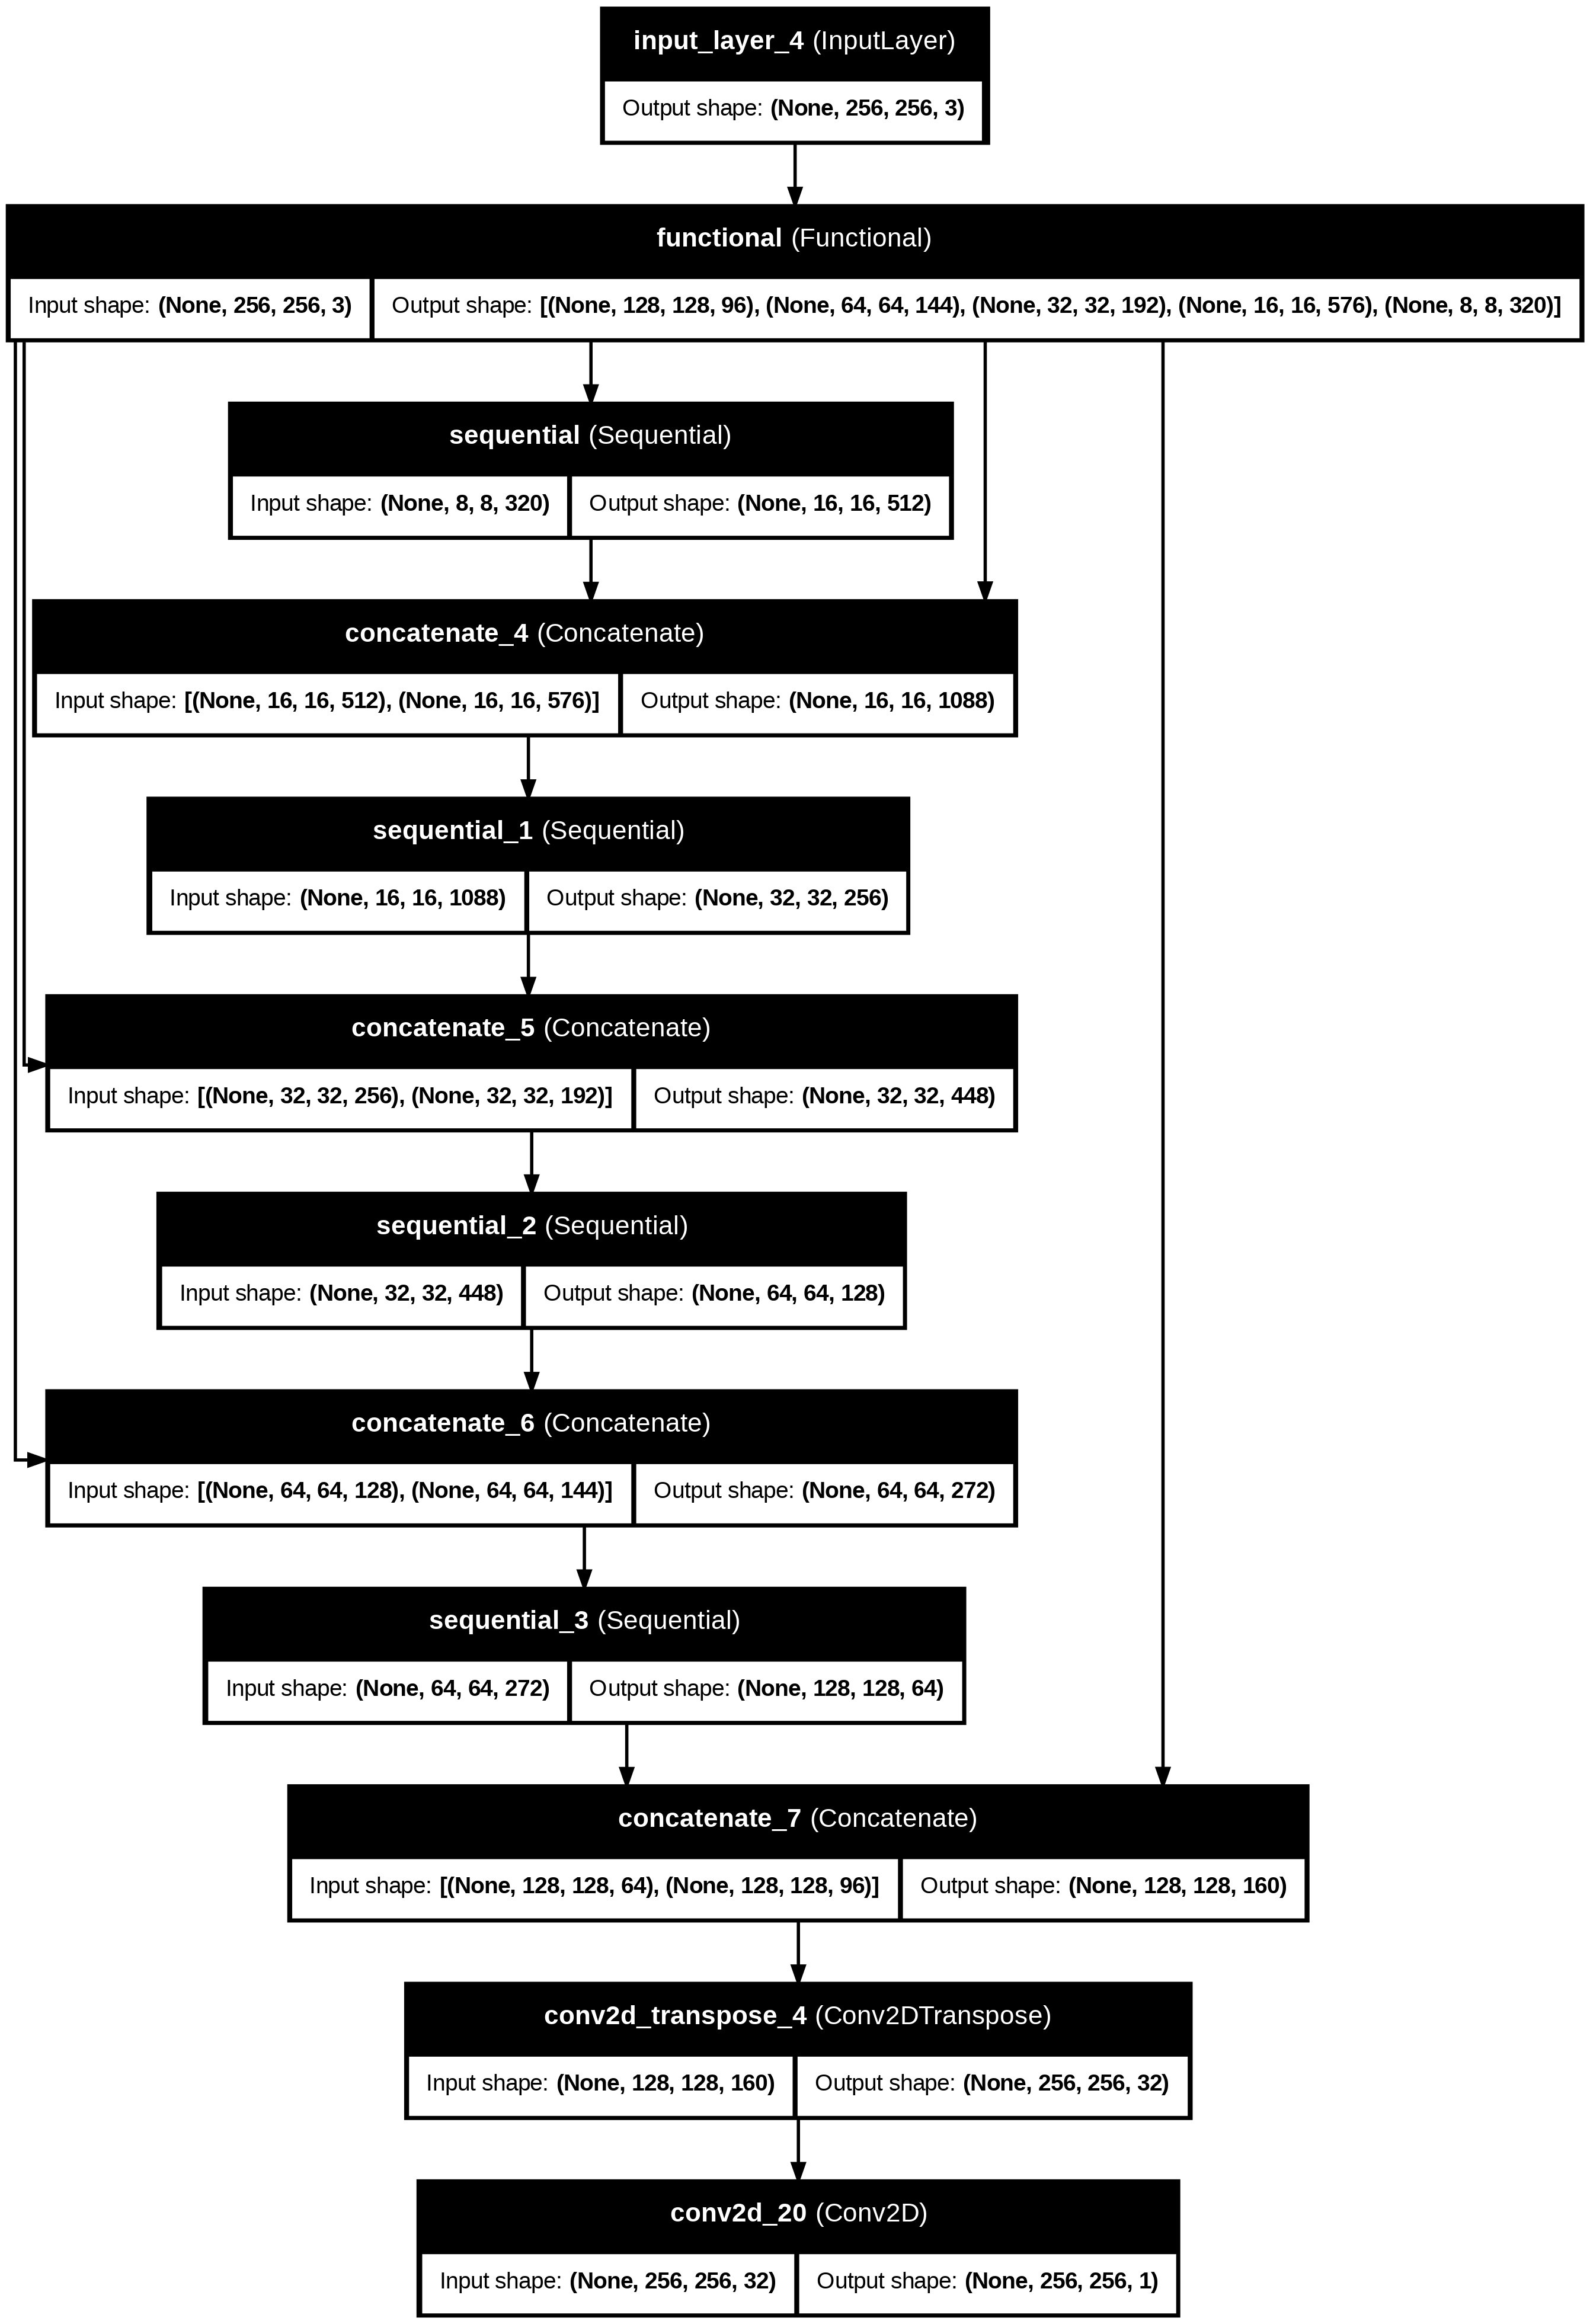 input_layer_4 (InputLayer)
Output shape: (None, 256, 256, 3)
functional (Functional)
Input shape: (None, 256, 256, 3) Output shape: [(None, 128, 128, 96), (None, 64, 64, 144), (None, 32, 32, 192), (None, 16, 16, 576), (None, 8, 8, 320)]
sequential (Sequential)
Input shape: (None, 8, 8, 320) Output shape: (None, 16, 16, 512)
concatenate_4 (Concatenate)
Input shape: [(None, 16, 16, 512), (None, 16, 16, 576)] Output shape: (None, 16, 16, 1088)
sequential_1 (Sequential)
Input shape: (None, 16, 16, 1088) Output shape: (None, 32, 32, 256)
concatenate_5 (Concatenate)
Input shape: [(None, 32, 32, 256), (None, 32, 32, 192)] Output shape: (None, 32, 32, 448)
sequential_2 (Sequential)
Input shape: (None, 32, 32, 448) Output shape: (None, 64, 64, 128)
concatenate_6 (Concatenate)
Input shape: [(None, 64, 64, 128), (None, 64, 64, 144)] Output shape: (None, 64, 64, 272)
sequential_3 (Sequential)
Input shape: (None, 64, 64, 272) Output shape: (None, 128, 128, 64)
concatenate_7 (Concatenate)
Input shape: [(None, 128, 128, 64), (None, 128, 128, 96)] Output shape: (None, 128, 128, 160)
conv2d_transpose_4 (Conv2DTranspose)
Input shape: (None, 128, 128, 160) Output shape: (None, 256, 256, 32)
conv2d_20 (Conv2D)
Input shape: (None, 256, 256, 32) Output shape: (None, 256, 256, 1)